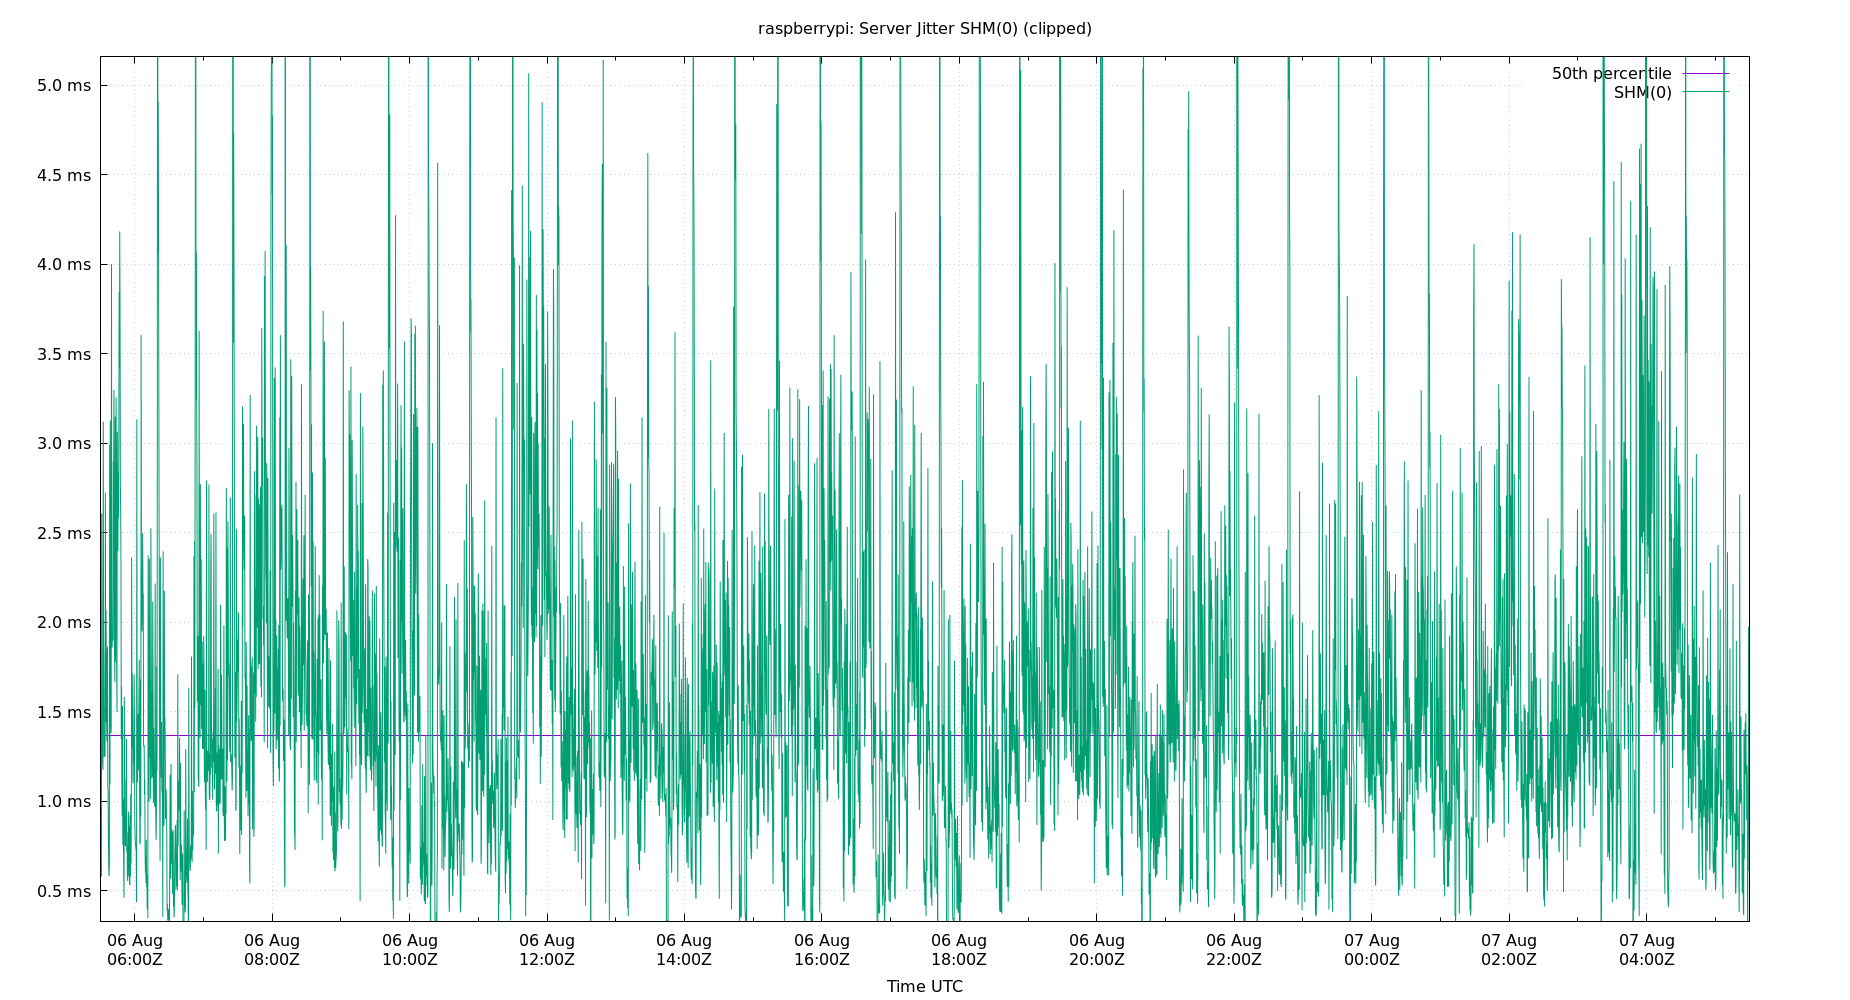 raspberrypi: Server Jitter SHM(0) (clipped)
50th percentile
SHM(0)
5.0 ms
4.5 ms
4.0 ms
3.5 ms
3.0 ms
2.5 ms
2.0 ms
1.5 ms
1.0 ms
0.5 ms
06 Aug 06 Aug 06 Aug 06 Aug 06 Aug 06 Aug 06 Aug 06 Aug 06 Aug 07 Aug 07 Aug 07 Aug
06:00Z 08:00Z 10:00Z 12:00Z 14:00Z 16:00Z 18:00Z 20:00Z 22:00Z 00:00Z 02:00Z 04:00Z
Time UTC